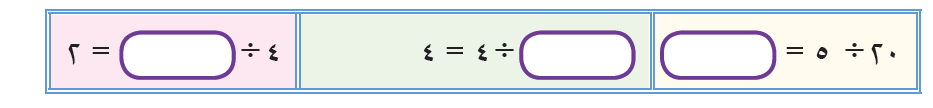 ٢٠ ÷ ٥ = 
÷ ٤ = ٤
٤ ÷ = ٢